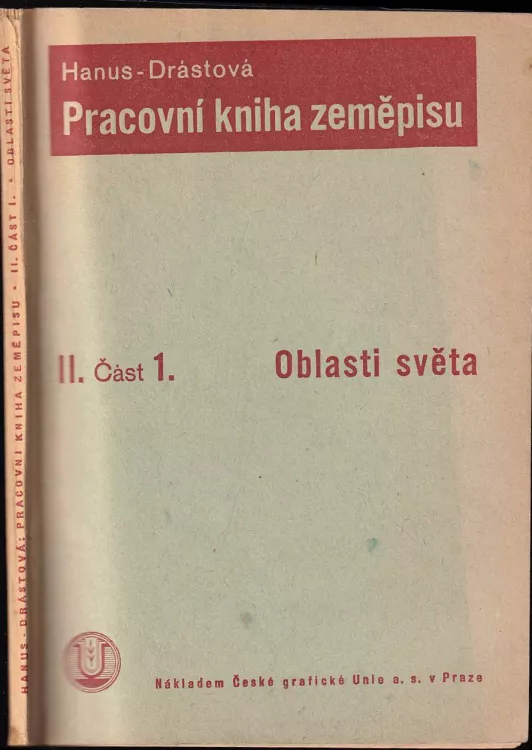 Hanus-Drástová
Pracovní kniha zeměpisu
II. Část 1. Oblasti světa
Nákladem České grafické Unie a. s. v Praze
HANUS-DRÁSTOVÁ: PRACOVNÍ KNIHA ZEMĚPISU • II. ČÁST I. • OBLASTI SVĚTA